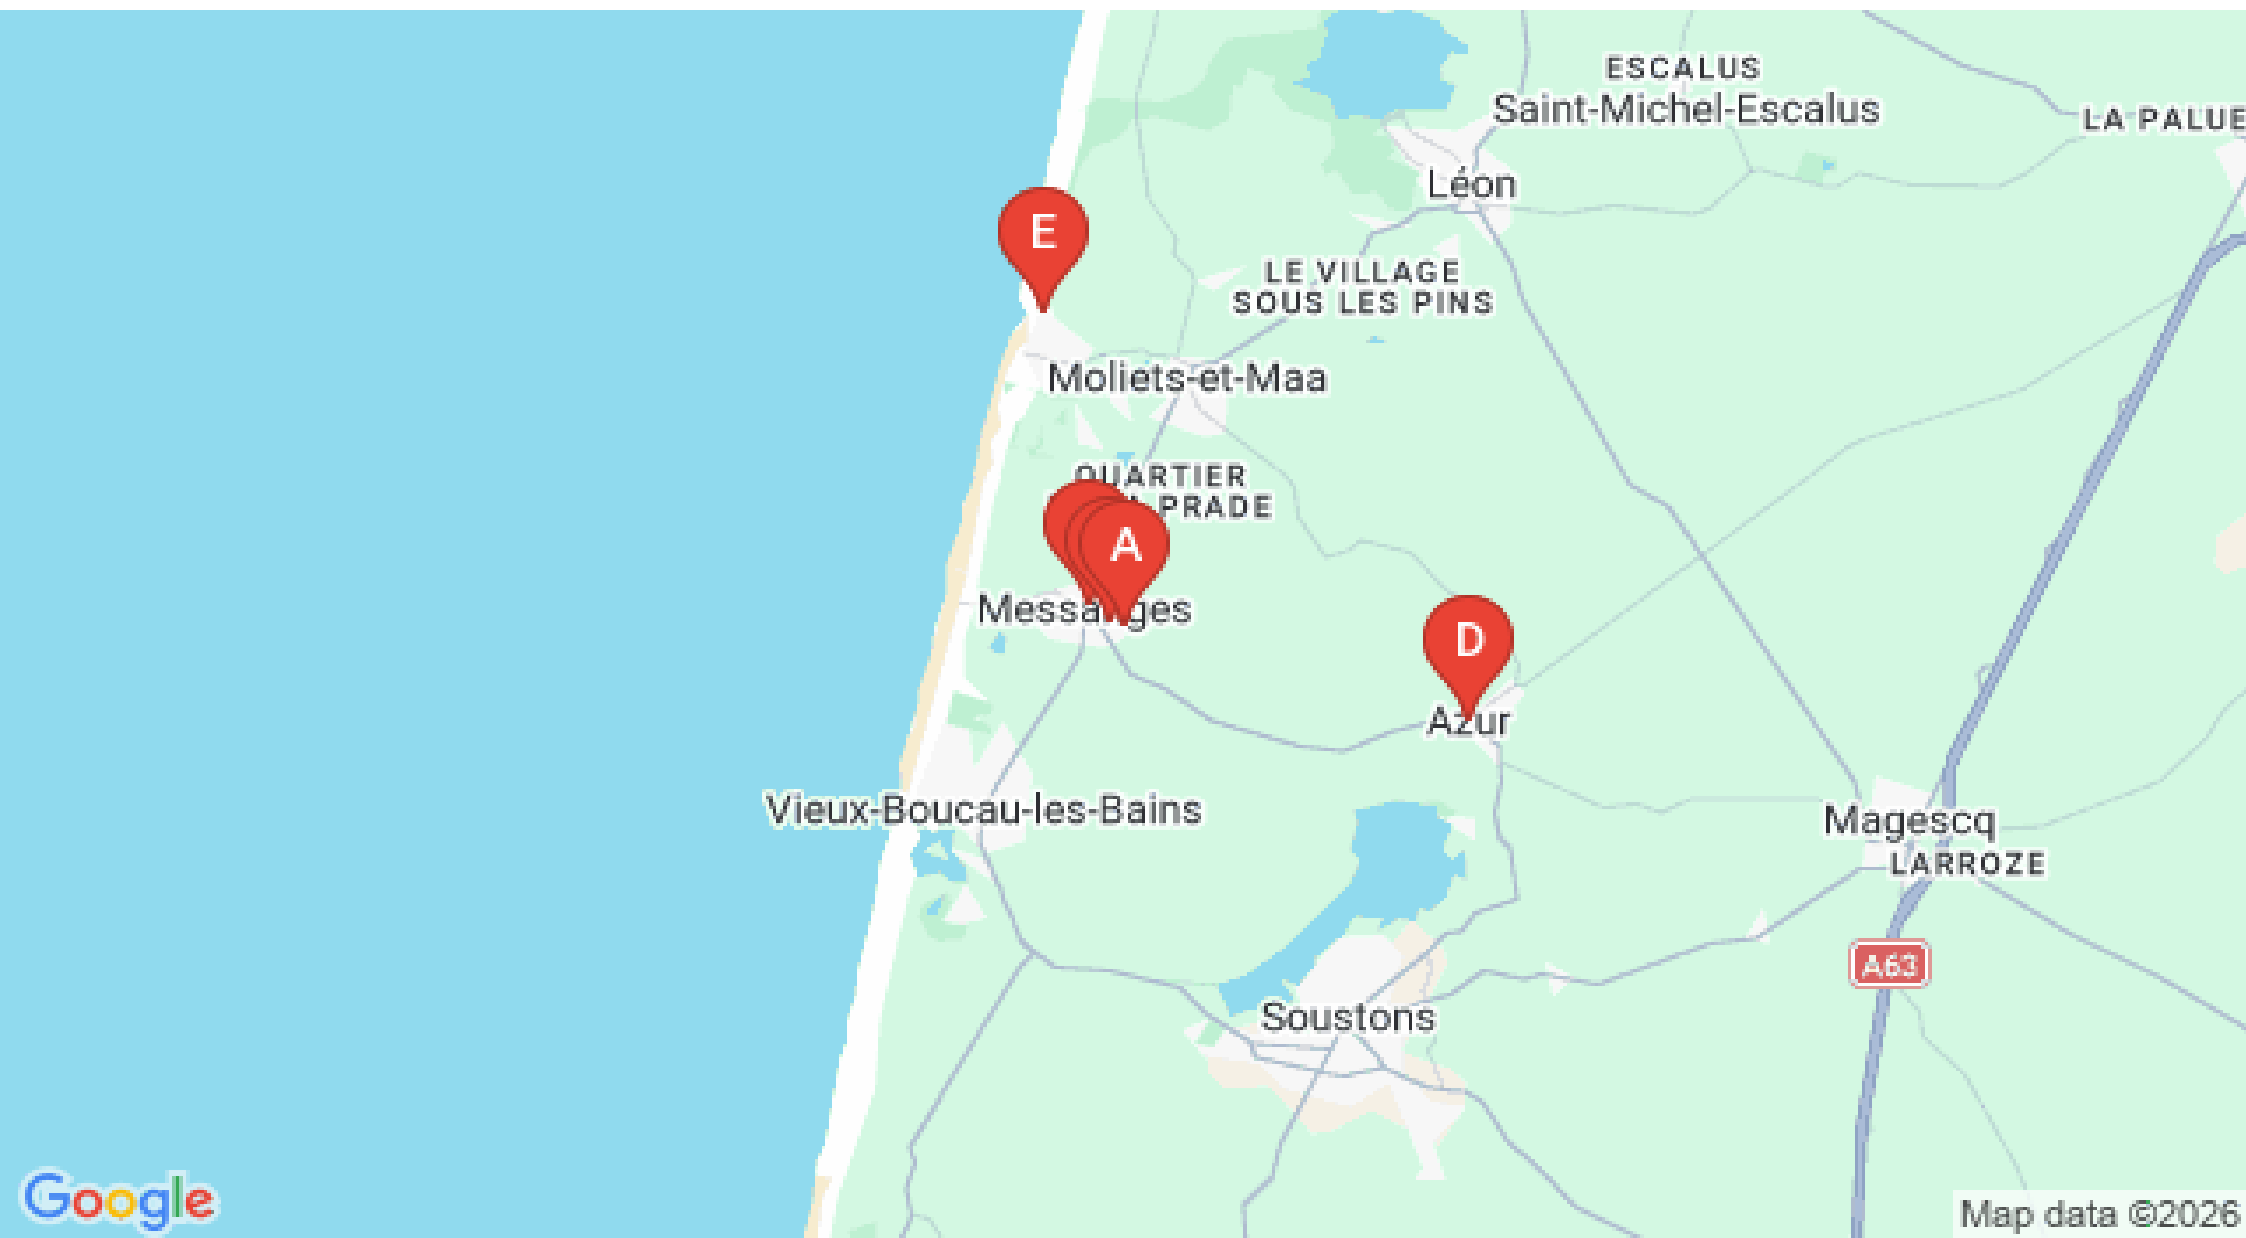 ESCALUS
Saint-Michel-Escalus
LA PALUE
Léon
E
LE VILLAGE
SOUS LES PINS
Moliets-et-Maa
QUARTIER
PRADE
A
Messanges
D
Azur
Vieux-Boucau-les-Bains
Magescq
LARROZE
A63
Soustons
Google
Map data ©2026